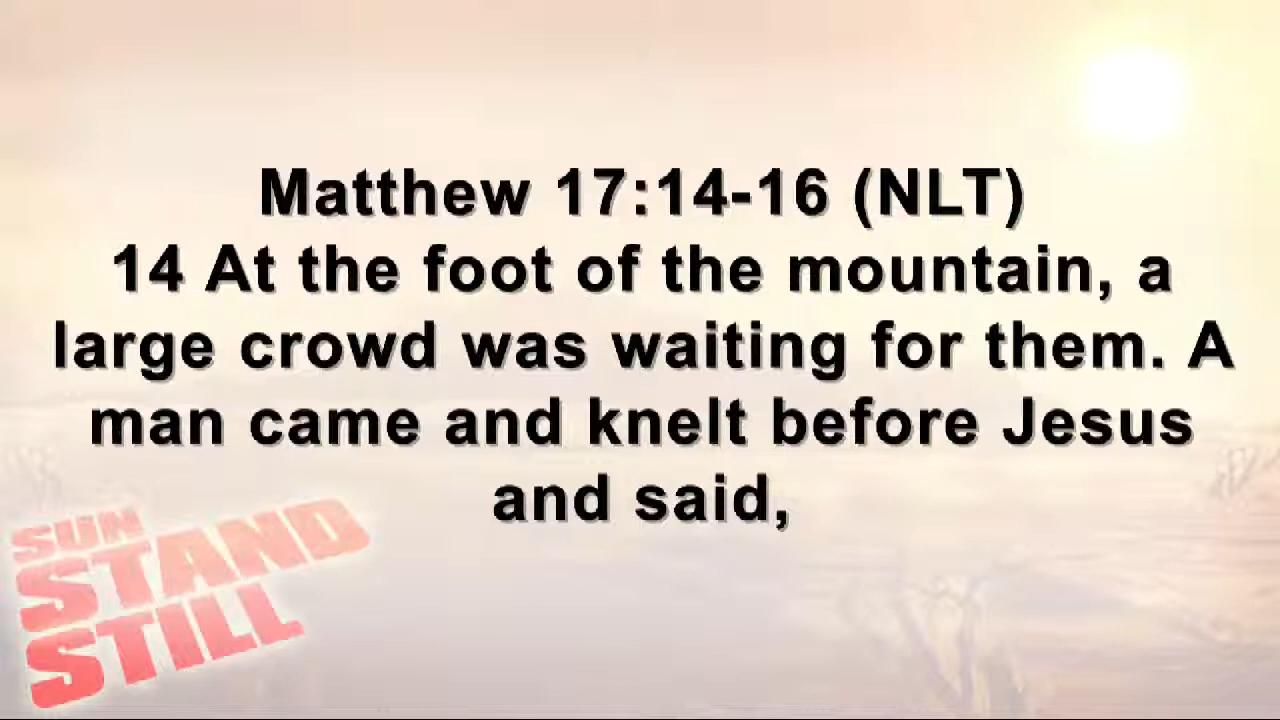 Matthew 17:14-16 (NLT)
14 At the foot of the mountain, a
large crowd was waiting for them. A
man came and knelt before Jesus
and said,
SUN
STAND
STILL